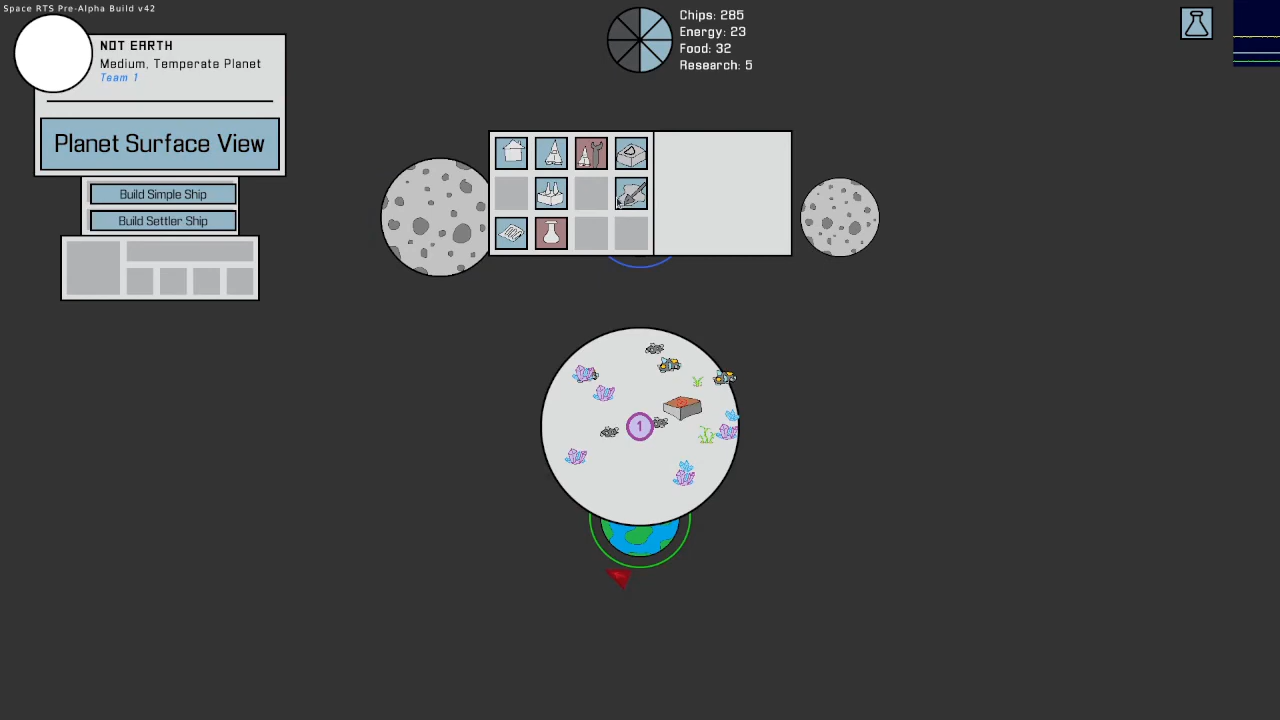 Space RTS Pre-Alpha Build v42
NOT EARTH
Medium, Temperate Planet
Team 1
Planet Surface View
Build Simple Ship
Build Settler Ship
Chips: 285
Energy: 23
Food: 32
Research: 5
1